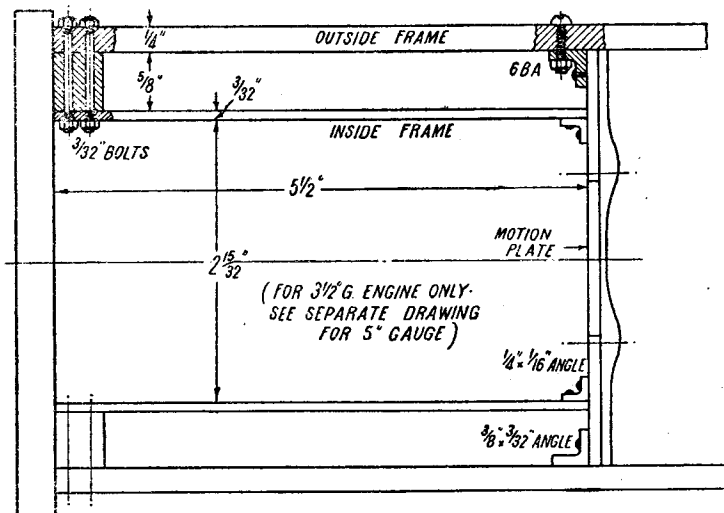 1/4"
OUTSIDE FRAME
5/8"
6BA
3/32"
INSIDE FRAME
3/32" BOLTS
5 1/2"
MOTION
PLATE
2 15/32"
(FOR 3 1/2" G. ENGINE ONLY.
SEE SEPARATE DRAWING
FOR 5" GAUGE)
1/4" × 1/16" ANGLE
3/8" × 3/32" ANGLE